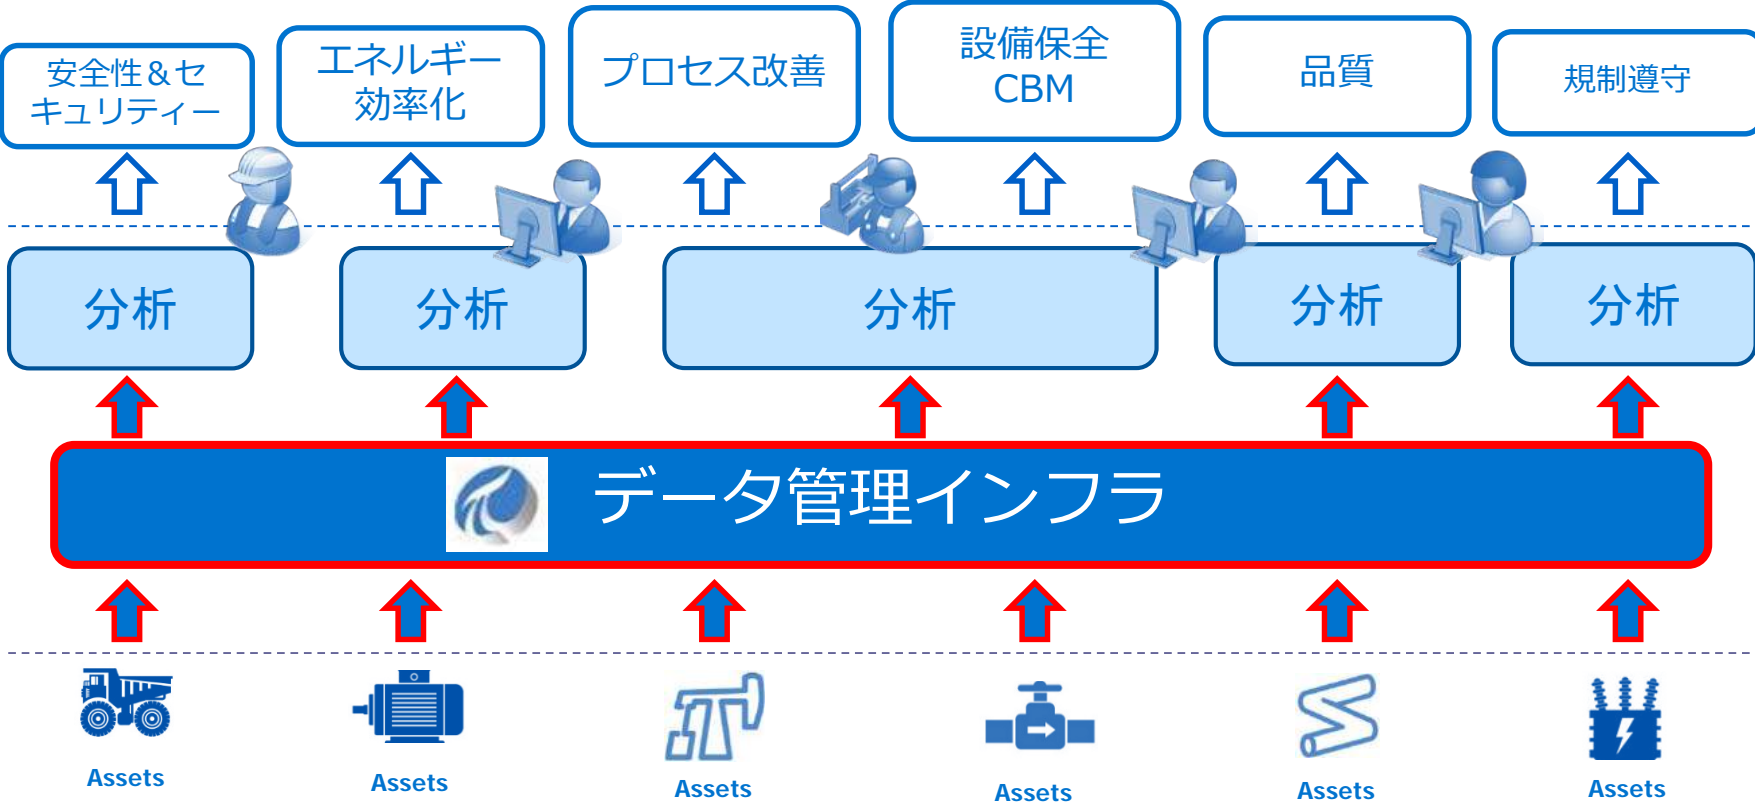 安全性＆セ
キュリティー
エネルギー
効率化
プロセス改善
設備保全
CBM
品質
規制遵守
分析
分析
分析
分析
分析
データ管理インフラ
Assets
Assets
Assets
Assets
Assets
Assets